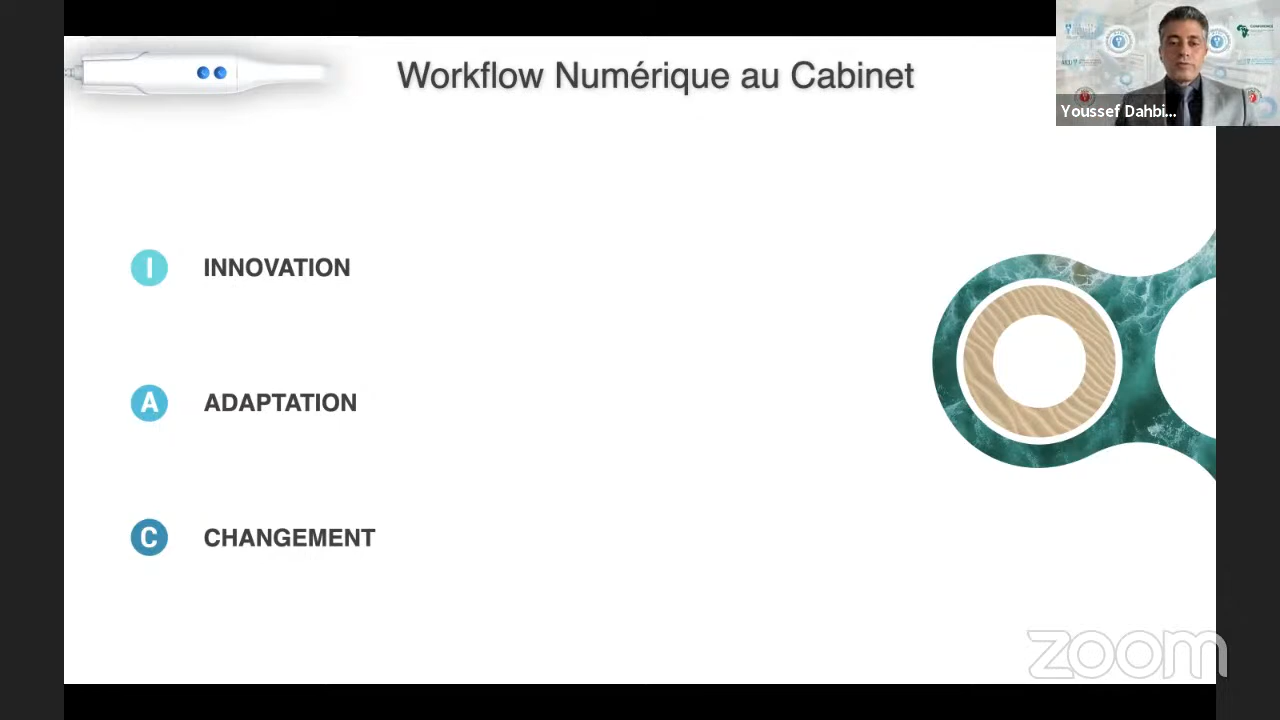 Workflow Numérique au Cabinet
Youssef Dahbi...
I INNOVATION
A ADAPTATION
C CHANGEMENT
zoom